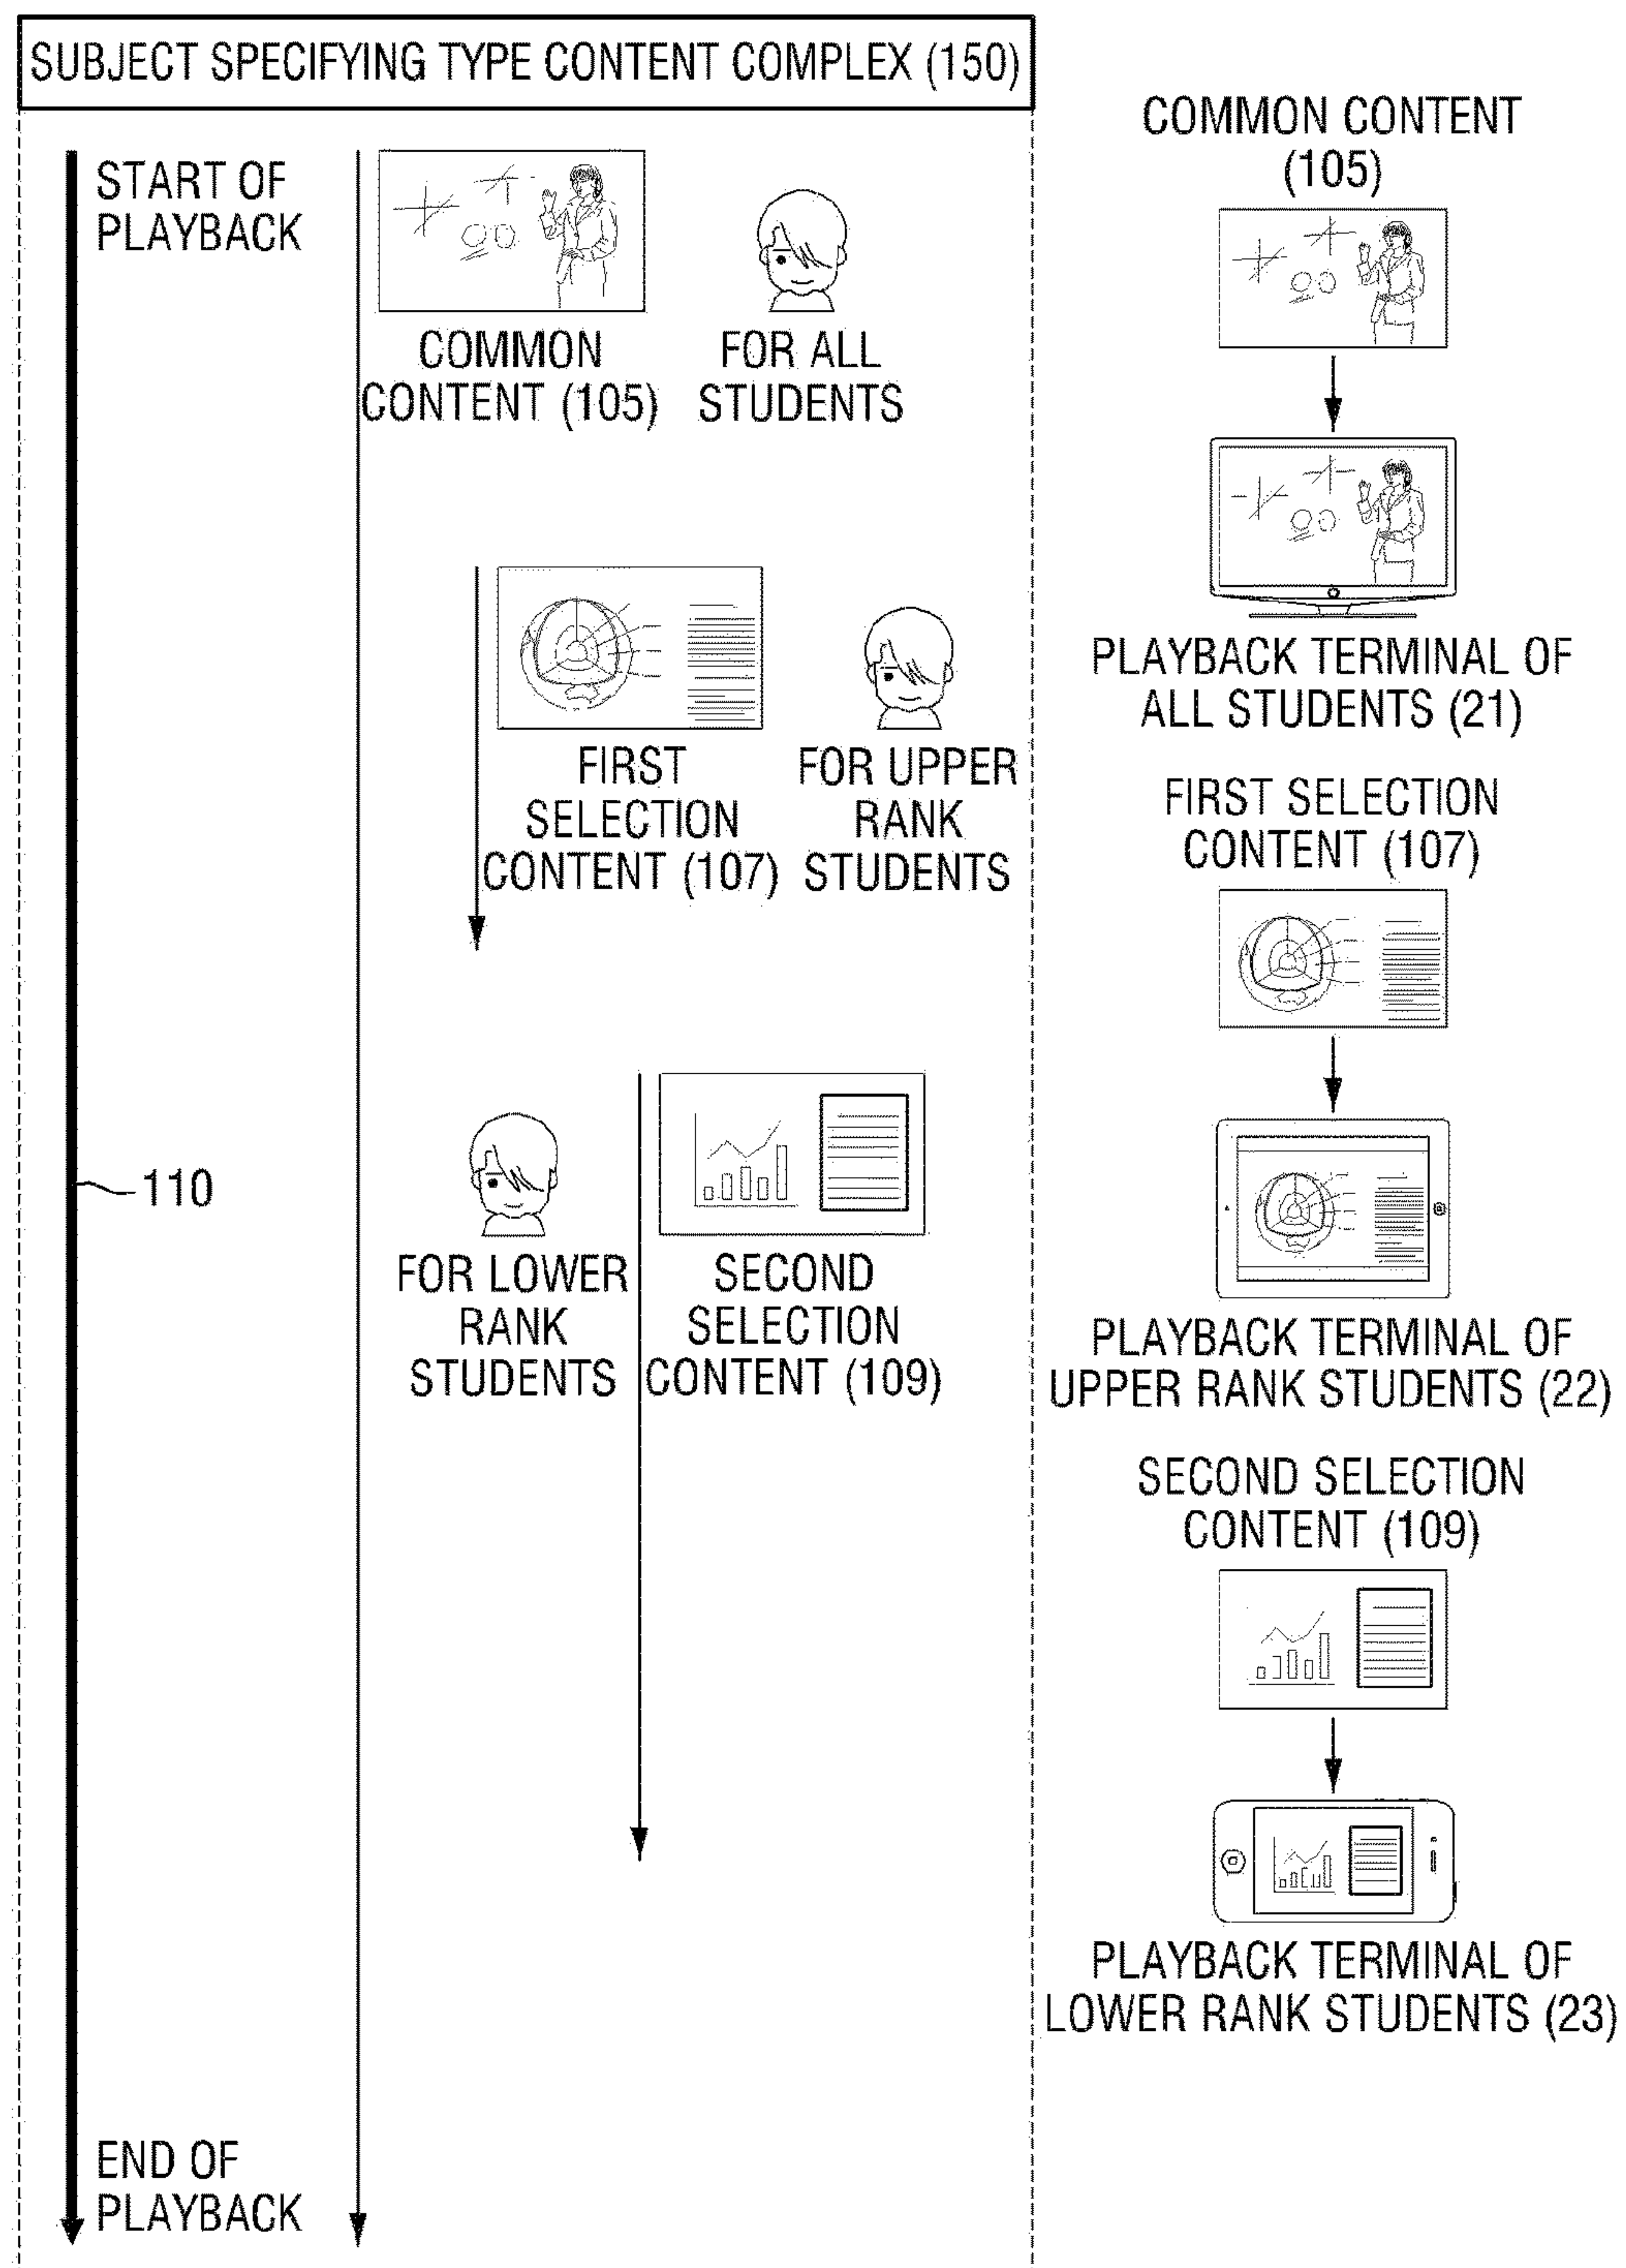 SUBJECT SPECIFYING TYPE CONTENT COMPLEX (150)
START OF
PLAYBACK
COMMON
CONTENT (105)
FOR ALL
STUDENTS
FIRST
SELECTION
CONTENT (107)
FOR UPPER
RANK
STUDENTS
110
FOR LOWER
RANK
STUDENTS
SECOND
SELECTION
CONTENT (109)
END OF
PLAYBACK
COMMON CONTENT
(105)
PLAYBACK TERMINAL OF
ALL STUDENTS (21)
FIRST SELECTION
CONTENT (107)
PLAYBACK TERMINAL OF
UPPER RANK STUDENTS (22)
SECOND SELECTION
CONTENT (109)
PLAYBACK TERMINAL OF
LOWER RANK STUDENTS (23)